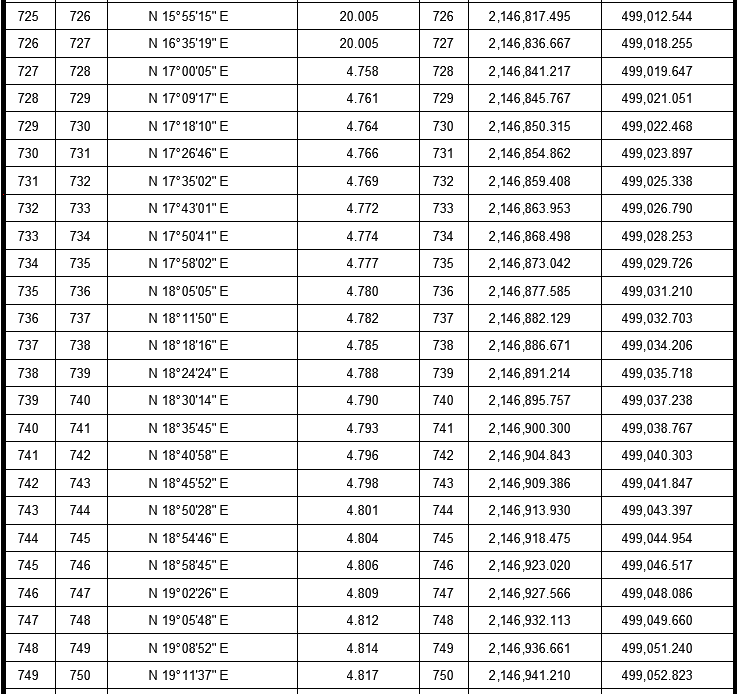 725 726 N 15°55'15" E 20.005 726 2,146,817.495 499,012.544
726 727 N 16°35'19" E 20.005 727 2,146,836.667 499,018.255
727 728 N 17°00'05" E 4.758 728 2,146,841.217 499,019.647
728 729 N 17°09'17" E 4.761 729 2,146,845.767 499,021.051
729 730 N 17°18'10" E 4.764 730 2,146,850.315 499,022.468
730 731 N 17°26'46" E 4.766 731 2,146,854.862 499,023.897
731 732 N 17°35'02" E 4.769 732 2,146,859.408 499,025.338
732 733 N 17°43'01" E 4.772 733 2,146,863.953 499,026.790
733 734 N 17°50'41" E 4.774 734 2,146,868.498 499,028.253
734 735 N 17°58'02" E 4.777 735 2,146,873.042 499,029.726
735 736 N 18°05'05" E 4.780 736 2,146,877.585 499,031.210
736 737 N 18°11'50" E 4.782 737 2,146,882.129 499,032.703
737 738 N 18°18'16" E 4.785 738 2,146,886.671 499,034.206
738 739 N 18°24'24" E 4.788 739 2,146,891.214 499,035.718
739 740 N 18°30'14" E 4.790 740 2,146,895.757 499,037.238
740 741 N 18°35'45" E 4.793 741 2,146,900.300 499,038.767
741 742 N 18°40'58" E 4.796 742 2,146,904.843 499,040.303
742 743 N 18°45'52" E 4.798 743 2,146,909.386 499,041.847
743 744 N 18°50'28" E 4.801 744 2,146,913.930 499,043.397
744 745 N 18°54'46" E 4.804 745 2,146,918.475 499,044.954
745 746 N 18°58'45" E 4.806 746 2,146,923.020 499,046.517
746 747 N 19°02'26" E 4.809 747 2,146,927.566 499,048.086
747 748 N 19°05'48" E 4.812 748 2,146,932.113 499,049.660
748 749 N 19°08'52" E 4.814 749 2,146,936.661 499,051.240
749 750 N 19°11'37" E 4.817 750 2,146,941.210 499,052.823